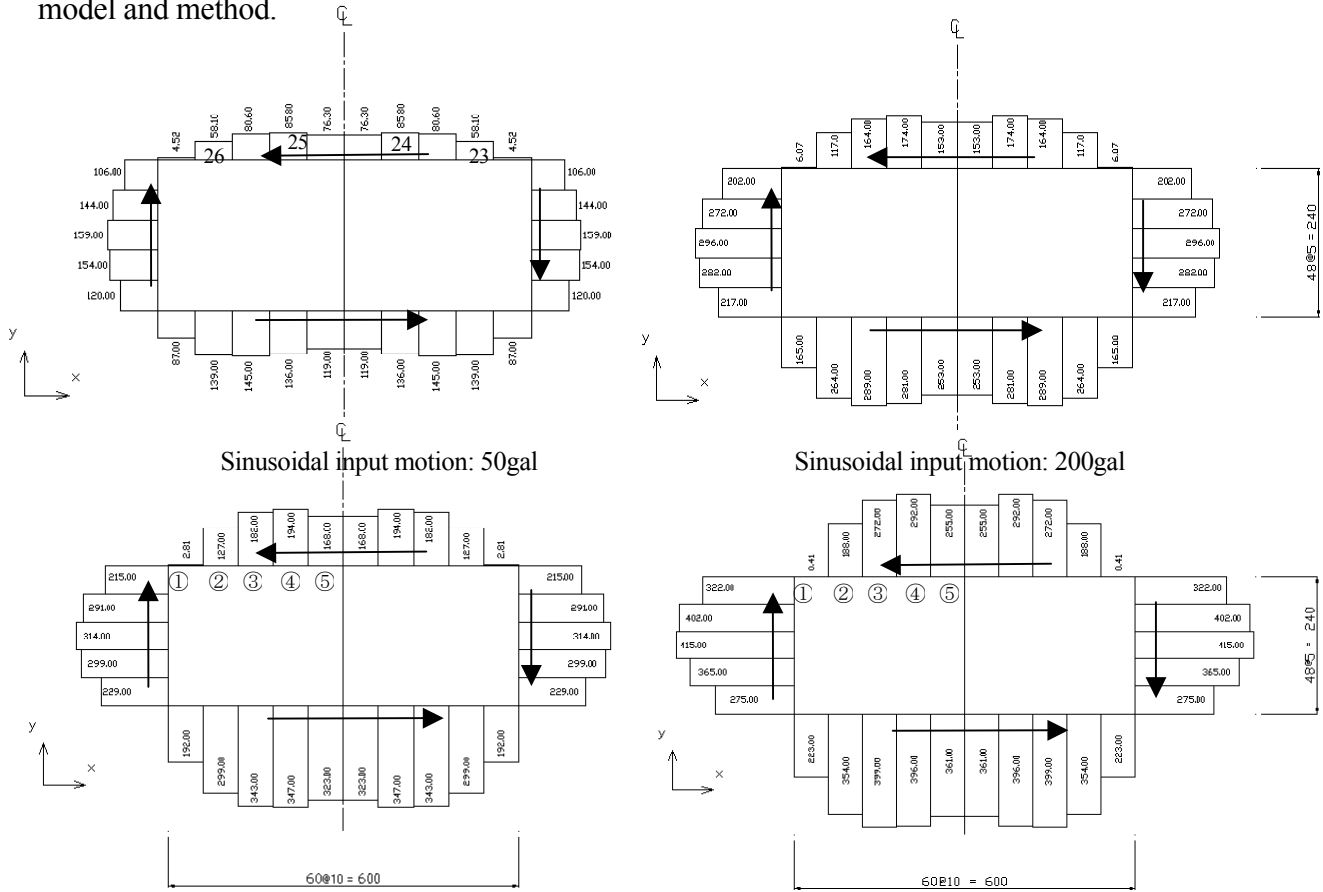 model and method.
℄
4.52 58.10 80.60 85.80 76.30 76.30 85.80 80.60 58.10 4.52
26 25 24 23
106.00 106.00
144.00 144.00
159.00 159.00
154.00 154.00
120.00 120.00
87.00 139.00 145.00 136.00 119.00 119.00 136.00 145.00 139.00 87.00
y
x
℄
6.07 117.0 164.00 174.00 153.00 153.00 174.00 164.00 117.0 6.07
202.00 202.00
272.00 272.00
296.00 296.00
282.00 282.00
217.00 217.00
165.00 264.00 289.00 281.00 253.00 253.00 281.00 289.00 264.00 165.00
48@5 = 240
y
x
Sinusoidal input motion: 50gal
Sinusoidal input motion: 200gal
℄
2.81 127.00 182.00 194.00 168.00 168.00 194.00 182.00 127.00 2.81
① ② ③ ④ ⑤
215.00 215.00
291.00 291.00
314.00 314.00
299.00 299.00
229.00 229.00
192.00 299.00 343.00 347.00 323.00 323.00 347.00 343.00 299.00 192.00
y
x
60@10 = 600
℄
0.41 188.00 272.00 292.00 255.00 255.00 292.00 272.00 188.00 0.41
① ② ③ ④ ⑤
322.00 322.00
402.00 402.00
415.00 415.00
365.00 365.00
275.00 275.00
223.00 354.00 399.00 396.00 361.00 361.00 396.00 399.00 354.00 223.00
48@5 = 240
y
x
60@10 = 600